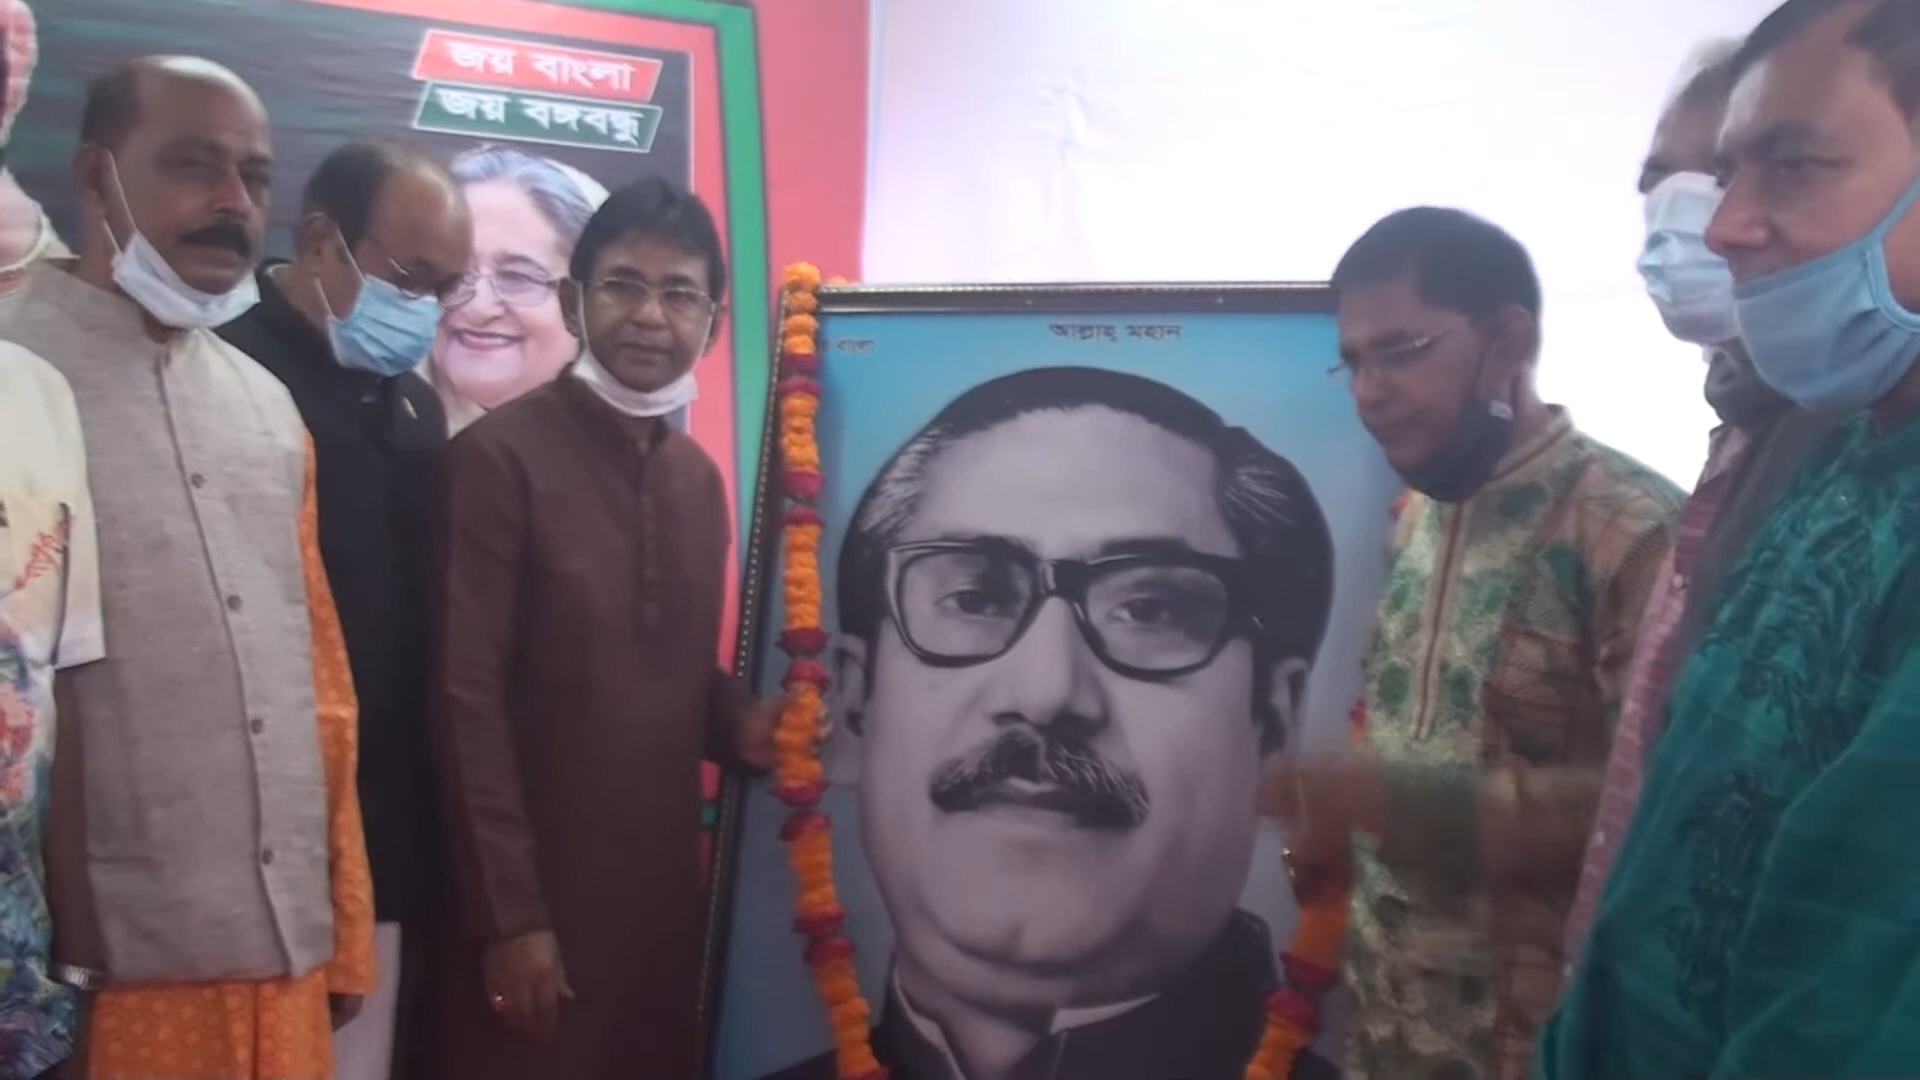 জয় বাংলা
জয় বঙ্গবন্ধু
আল্লাহু মহান
বাংলা